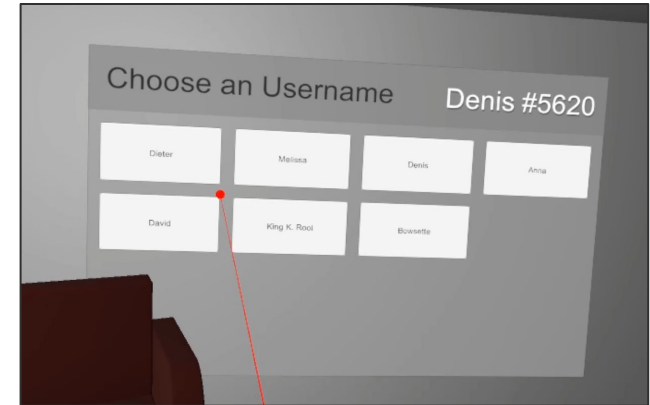 Choose an Username
Denis #5620
Dieter
Melissa
Denis
Anna
David
King K. Rool
Bowsette